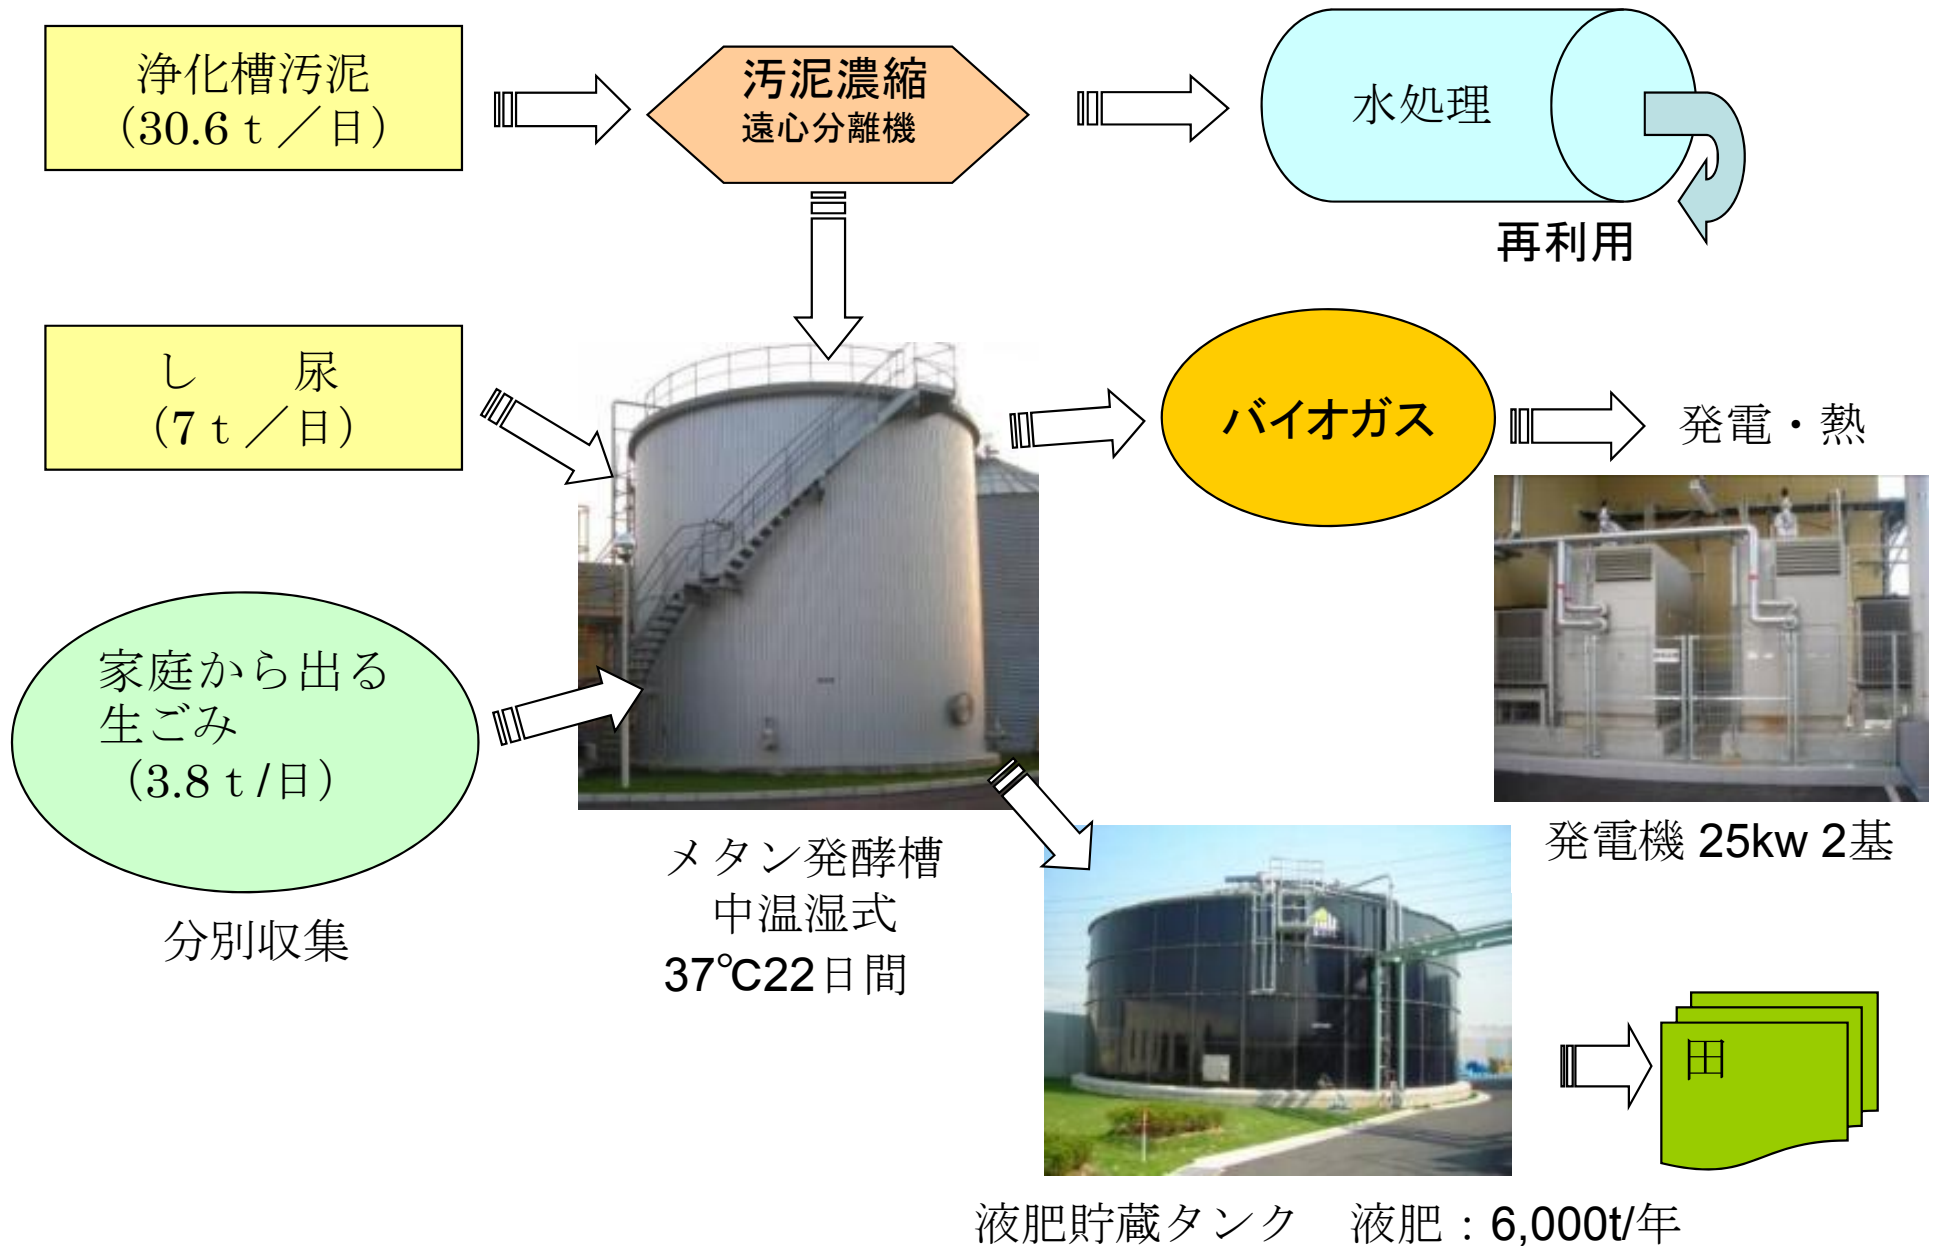 浄化槽汚泥
（30.6ｔ／日）
汚泥濃縮
遠心分離機
水処理
再利用
し　　尿
（7ｔ／日）
バイオガス
発電・熱
家庭から出る
生ごみ
（3.8ｔ/日）
分別収集
メタン発酵槽
中温湿式
37℃22日間
発電機 25kw 2基
田
液肥貯蔵タンク　液肥：6,000t/年